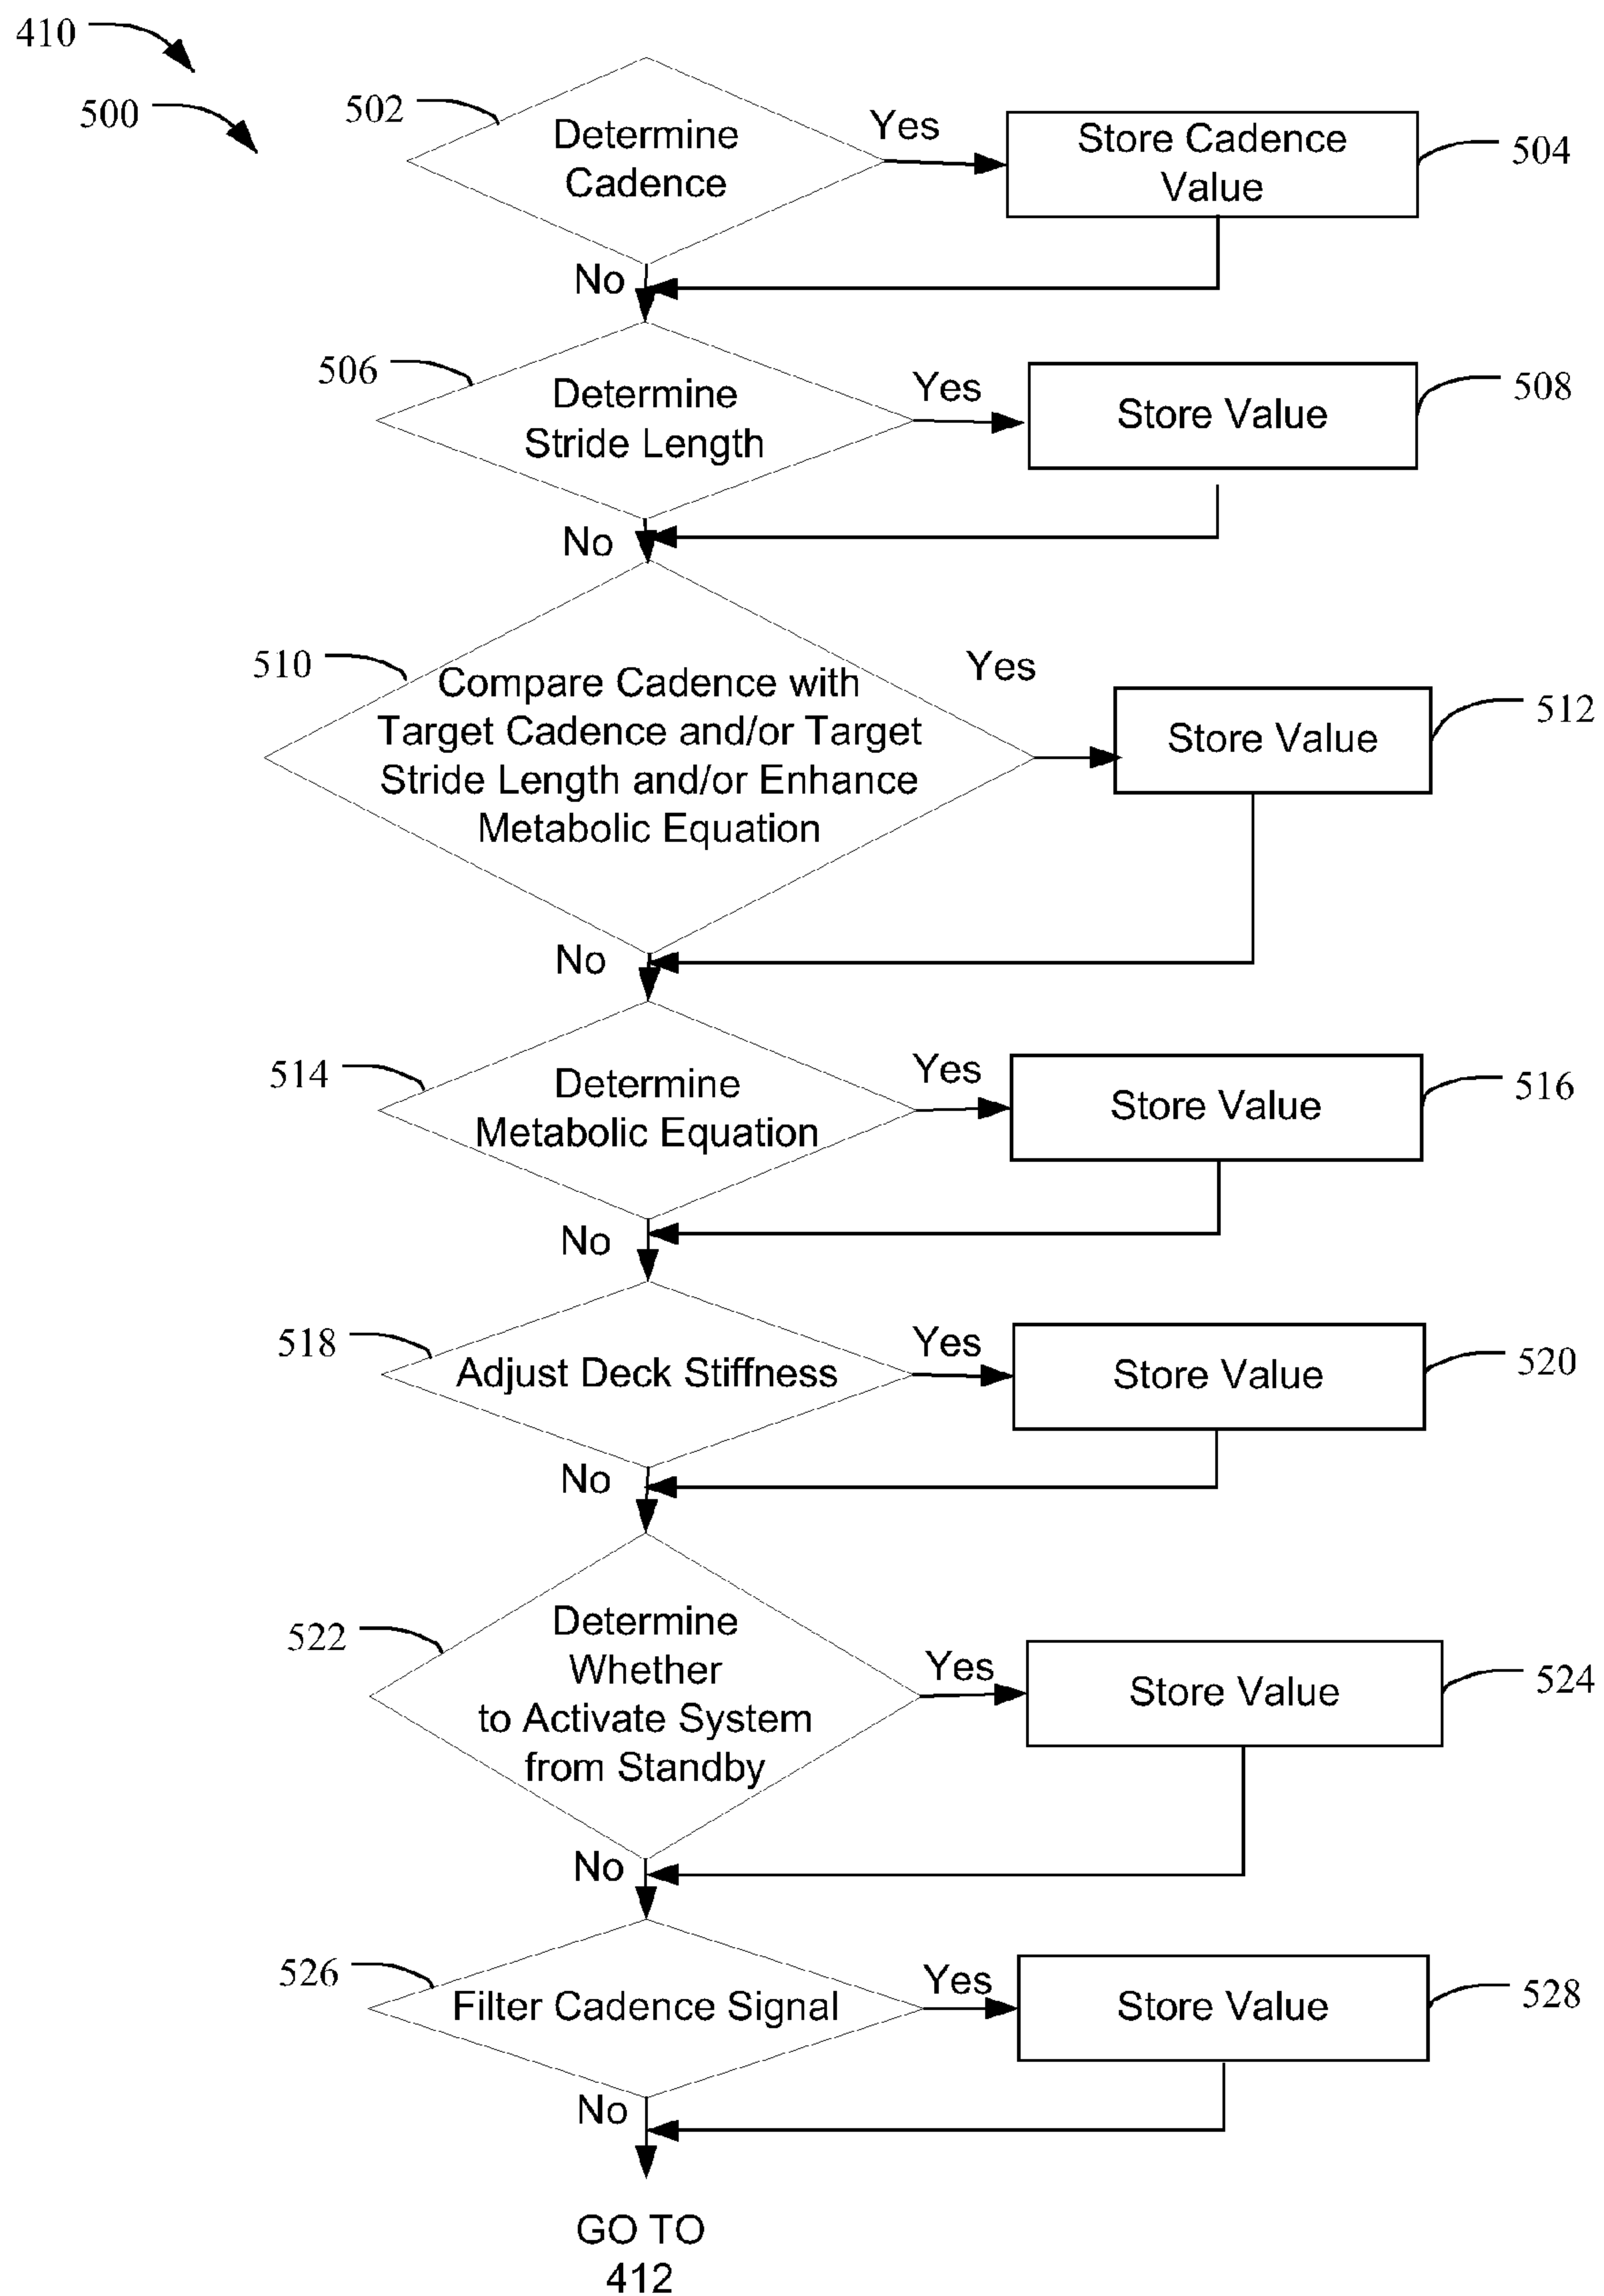 410
500
502
Determine
Cadence
Yes
Store Cadence
Value
504
No
506
Determine
Stride Length
Yes
Store Value
508
No
510
Compare Cadence with
Target Cadence and/or Target
Stride Length and/or Enhance
Metabolic Equation
Yes
Store Value
512
No
514
Determine
Metabolic Equation
Yes
Store Value
516
No
518
Adjust Deck Stiffness
Yes
Store Value
520
No
522
Determine
Whether
to Activate System
from Standby
Yes
Store Value
524
No
526
Filter Cadence Signal
Yes
Store Value
528
No
GO TO
412